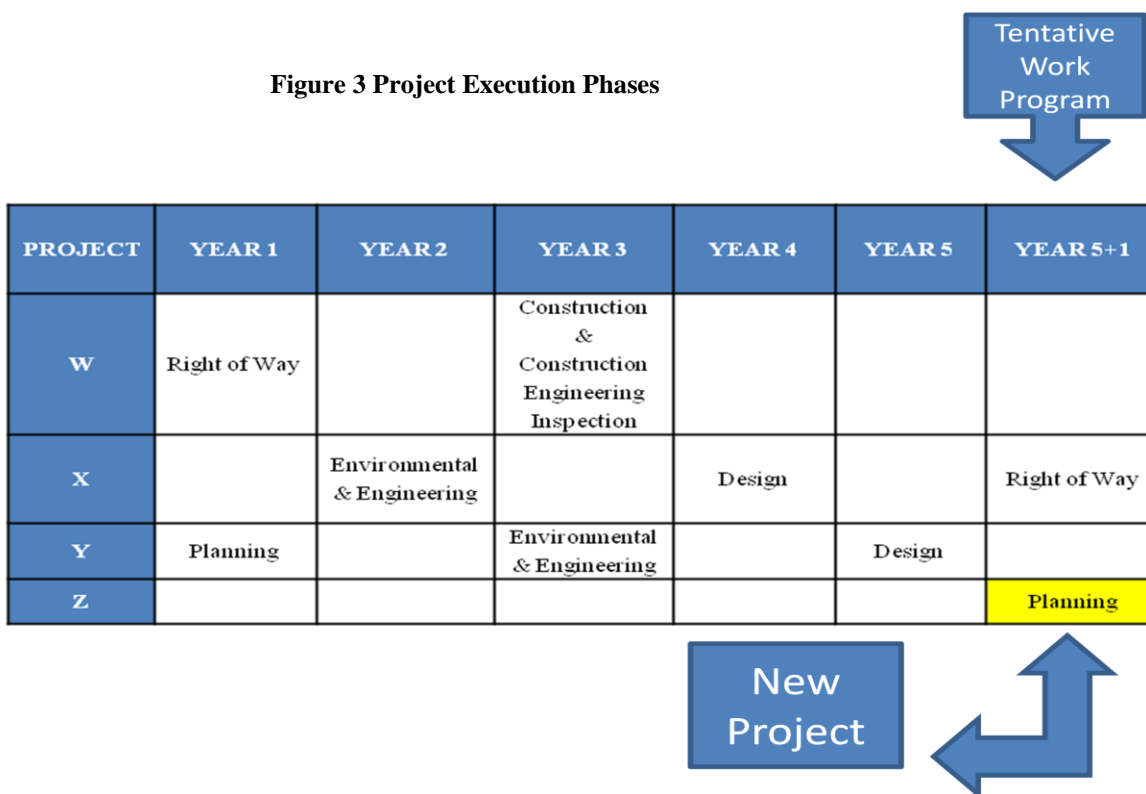 Tentative
Work
Program
Figure 3 Project Execution Phases
PROJECT YEAR 1 YEAR 2 YEAR 3 YEAR 4 YEAR 5 YEAR 5+1
W Right of Way Construction
&
Construction
Engineering
Inspection
X Environmental
& Engineering Design Right of Way
Y Planning Environmental
& Engineering Design
Z Planning
New
Project